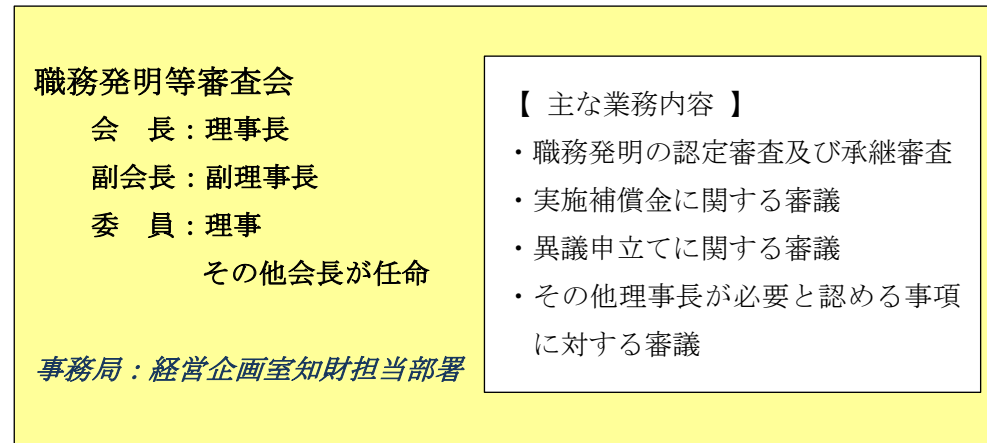 職務発明等審査会
会　長：理事長
副会長：副理事長
委　員：理事
その他会長が任命
事務局：経営企画室知財担当部署
【 主な業務内容 】
・職務発明の認定審査及び承継審査
・実施補償金に関する審議
・異議申立てに関する審議
・その他理事長が必要と認める事項
に対する審議